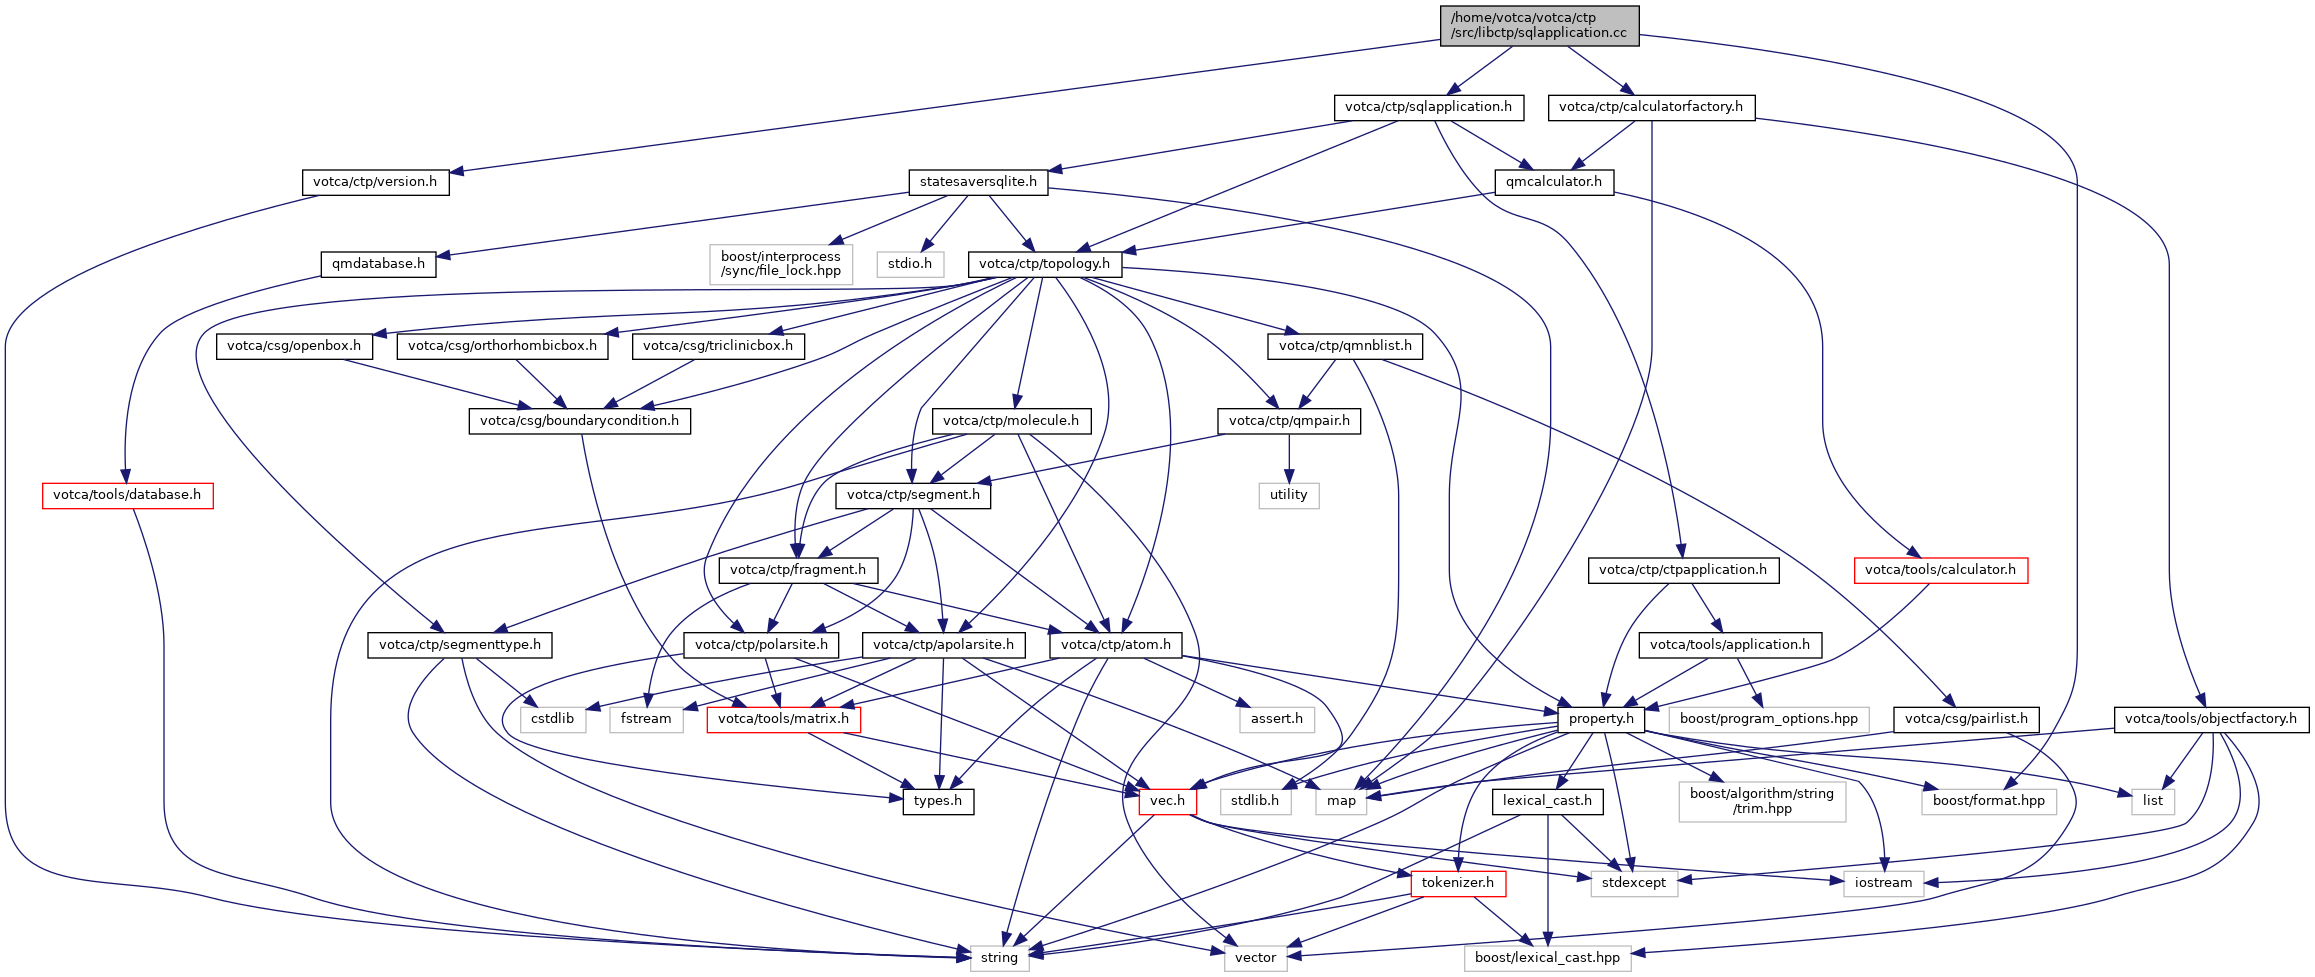 /home/votca/votca/ctp
/src/libctp/sqlapplication.cc
votca/ctp/sqlapplication.h
votca/ctp/calculatorfactory.h
votca/ctp/version.h
statesaversqlite.h
qmcalculator.h
qmdatabase.h
boost/interprocess
/sync/file_lock.hpp
stdio.h
votca/ctp/topology.h
votca/csg/openbox.h
votca/csg/orthorhombicbox.h
votca/csg/triclinicbox.h
votca/ctp/qmnblist.h
votca/csg/boundarycondition.h
votca/ctp/molecule.h
votca/ctp/qmpair.h
votca/tools/database.h
votca/ctp/segment.h
utility
votca/ctp/fragment.h
votca/ctp/ctpapplication.h
votca/tools/calculator.h
votca/ctp/segmenttype.h
votca/ctp/polarsite.h
votca/ctp/apolarsite.h
votca/ctp/atom.h
votca/tools/application.h
cstdlib
fstream
votca/tools/matrix.h
assert.h
property.h
boost/program_options.hpp
votca/csg/pairlist.h
votca/tools/objectfactory.h
types.h
vec.h
stdlib.h
map
lexical_cast.h
boost/algorithm/string
/trim.hpp
boost/format.hpp
list
tokenizer.h
stdexcept
iostream
string
vector
boost/lexical_cast.hpp